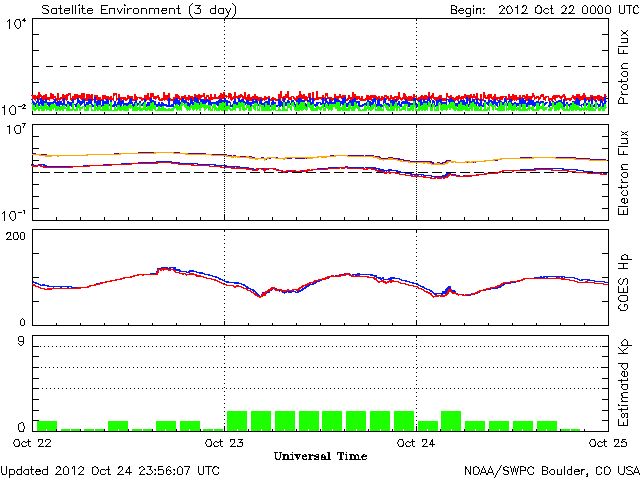 Satellite Environment (3 day) Begin: 2012 Oct 22 0000 UTC
10^4
10^-2
Proton Flux
10^7
10^-1
Electron Flux
200
0
GOES Hp
9
0
Estimated Kp
Oct 22 Oct 23 Oct 24 Oct 25
Universal Time
Updated 2012 Oct 24 23:56:07 UTC NOAA/SWPC Boulder, CO USA